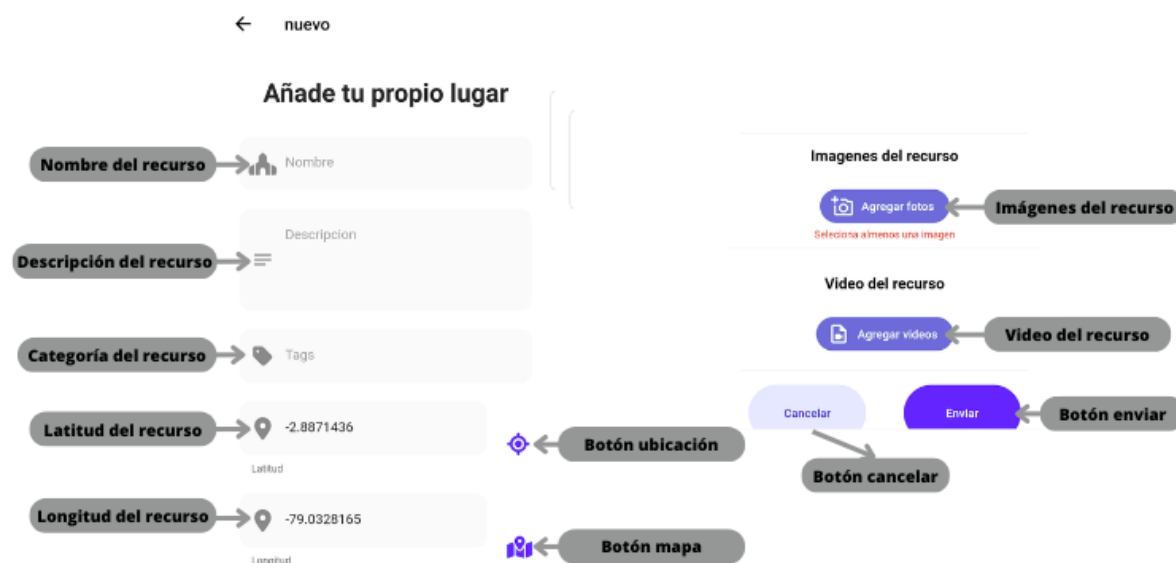 nuevo
Añade tu propio lugar
Nombre del recurso
Nombre
Descripción del recurso
Descripcion
Categoría del recurso
Tags
Latitud del recurso
-2.8871436
Latitud
Botón ubicación
Longitud del recurso
-79.0328165
Longitud
Botón mapa
Imagenes del recurso
Agregar fotos
Imágenes del recurso
Seleciona almenos una imagen
Video del recurso
Agregar videos
Video del recurso
Cancelar
Enviar
Botón enviar
Botón cancelar